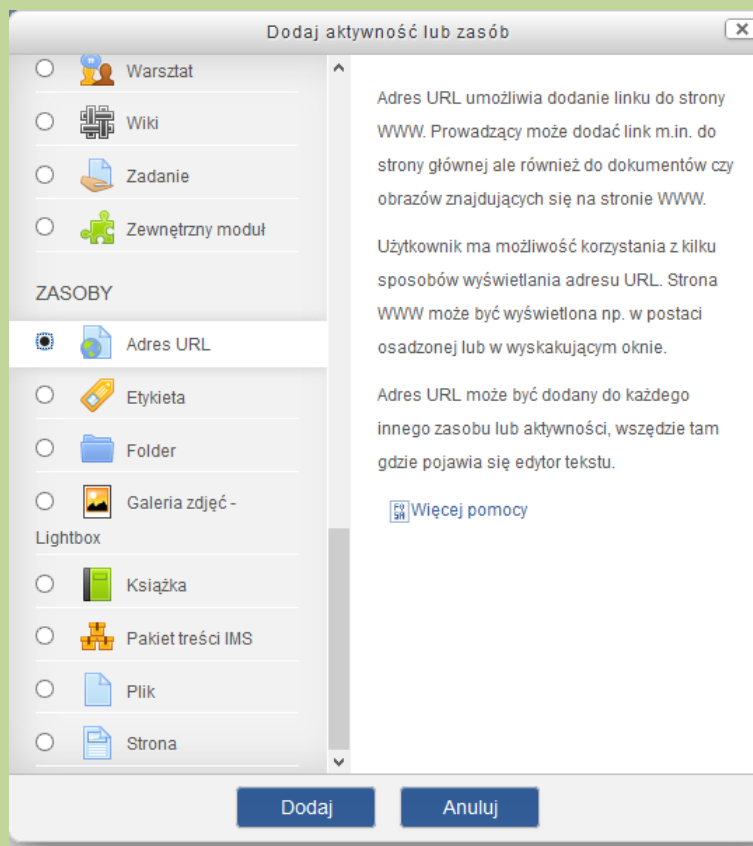 Dodaj aktywność lub zasób
Warsztat
Wiki
Zadanie
Zewnętrzny moduł
ZASOBY
Adres URL
Etykieta
Folder
Galeria zdjęć -
Lightbox
Książka
Pakiet treści IMS
Plik
Strona
Adres URL umożliwia dodanie linku do strony
WWW. Prowadzący może dodać link m.in. do
strony głównej ale również do dokumentów czy
obrazów znajdujących się na stronie WWW.
Użytkownik ma możliwość korzystania z kilku
sposobów wyświetlania adresu URL. Strona
WWW może być wyświetlona np. w postaci
osadzonej lub w wyskakującym oknie.
Adres URL może być dodany do każdego
innego zasobu lub aktywności, wszędzie tam
gdzie pojawia się edytor tekstu.
Więcej pomocy
Dodaj
Anuluj